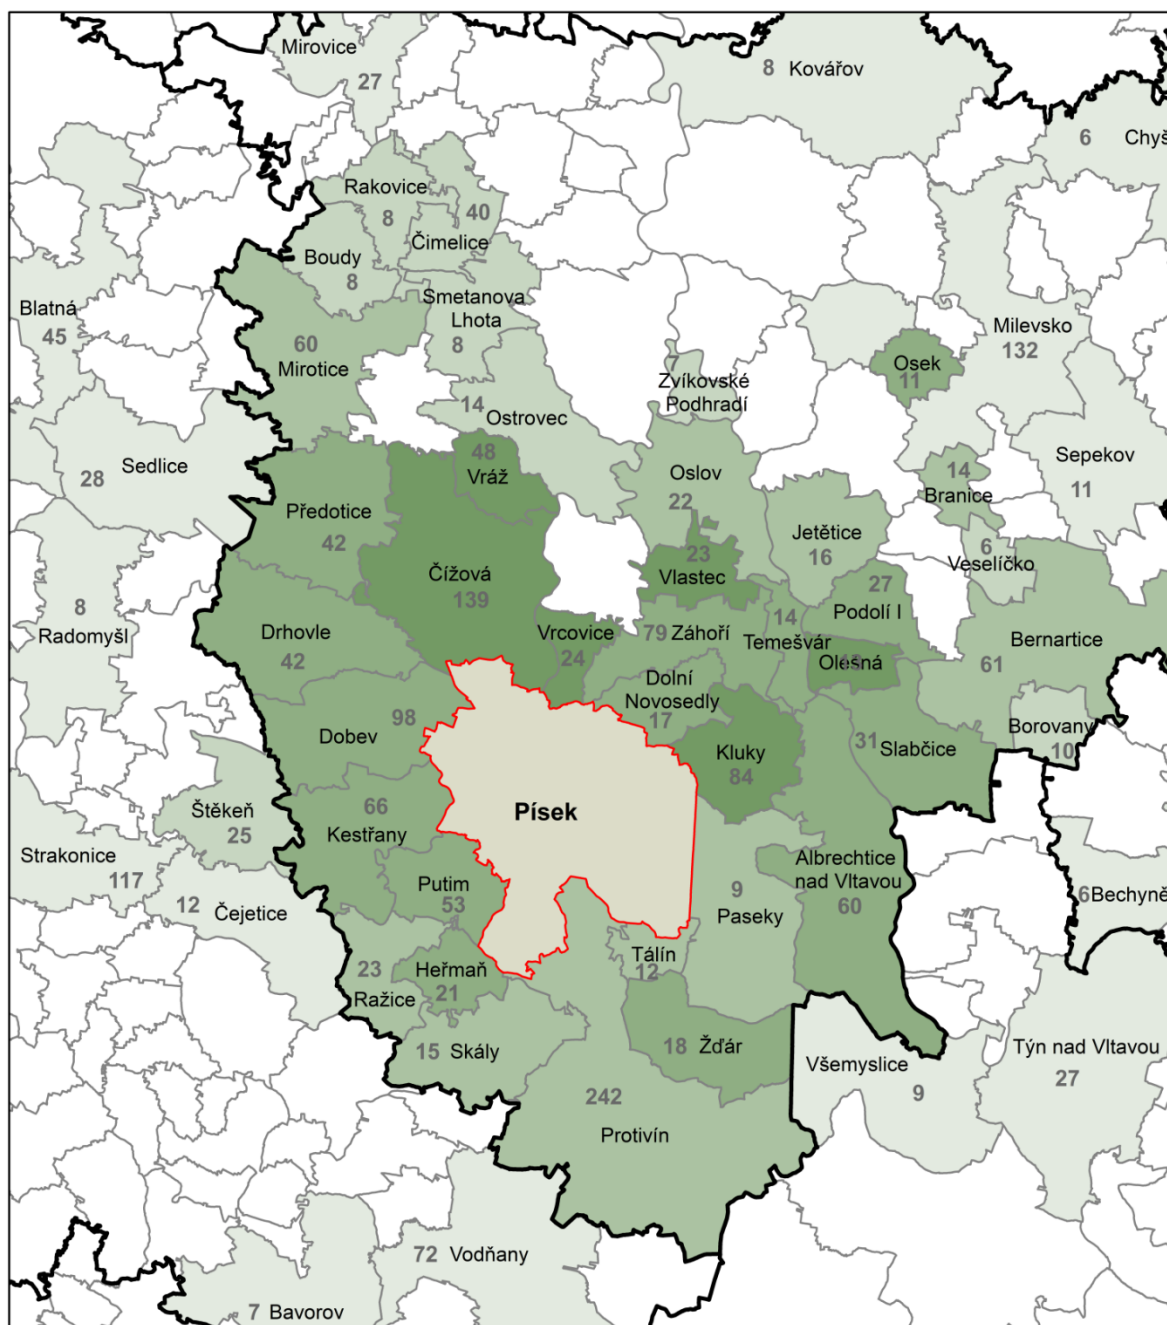 Mirovice
27
8 Kovářov
6 Chyš
Rakovice
8
40
Čimelice
Boudy
8
Blatná
45
Smetanova
Lhota
8
60
Mirotice
Milevsko
132
Osek
11
7
Zvíkovské
Podhradí
14
Ostrovec
Sedlice
28
48
Vráž
Oslov
22
Sepekov
11
14
Branice
Předotice
42
Jetětice
16
6
Veselíčko
23
Vlastec
Čížová
139
27
Podolí I
8
Radomyšl
Drhovle
42
Vrcovice
24
79 Záhoří
14
Temešvár
Bernartice
61
Olešná
Dolní
Novosedly
17
98
Dobev
Borovany
10
Kluky
84
31
Slabčice
Štěkeň
25
66
Kestřany
Písek
Strakonice
117
Albrechtice
nad Vltavou
60
Putim
53
9
Paseky
6 Bechyně
12
Čejetice
Tálín
12
23
Ražice
Heřmaň
21
15 Skály
18 Žďár
Všemyslice
9
Týn nad Vltavou
27
242
Protivín
72 Vodňany
7 Bavorov